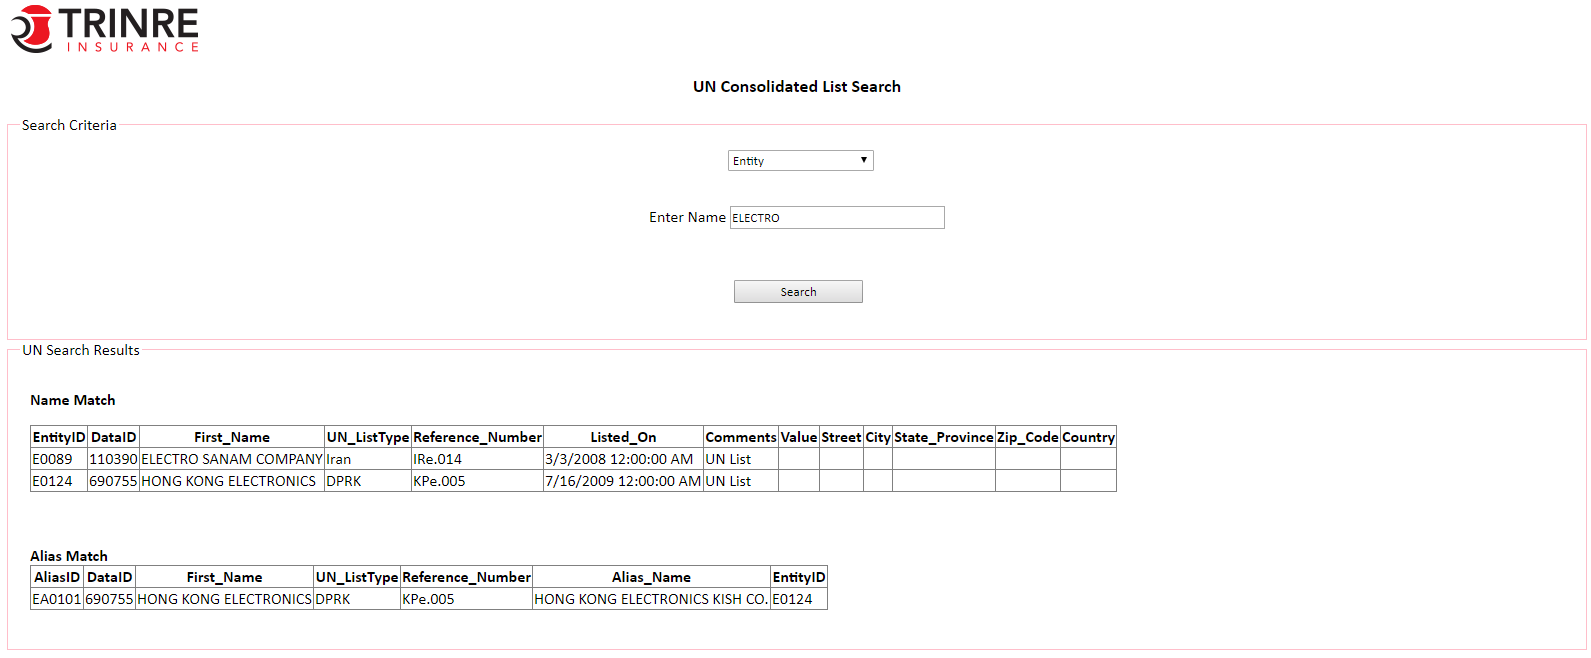 TRINRE
INSURANCE
UN Consolidated List Search
Search Criteria
Entity
Enter Name ELECTRO
Search
UN Search Results
Name Match
EntityID DataID First_Name UN_ListType Reference_Number Listed_On Comments Value Street City State_Province Zip_Code Country
E0089 110390 ELECTRO SANAM COMPANY Iran IRe.014 3/3/2008 12:00:00 AM UN List
E0124 690755 HONG KONG ELECTRONICS DPRK KPe.005 7/16/2009 12:00:00 AM UN List
Alias Match
AliasID DataID First_Name UN_ListType Reference_Number Alias_Name EntityID
EA0101 690755 HONG KONG ELECTRONICS DPRK KPe.005 HONG KONG ELECTRONICS KISH CO. E0124